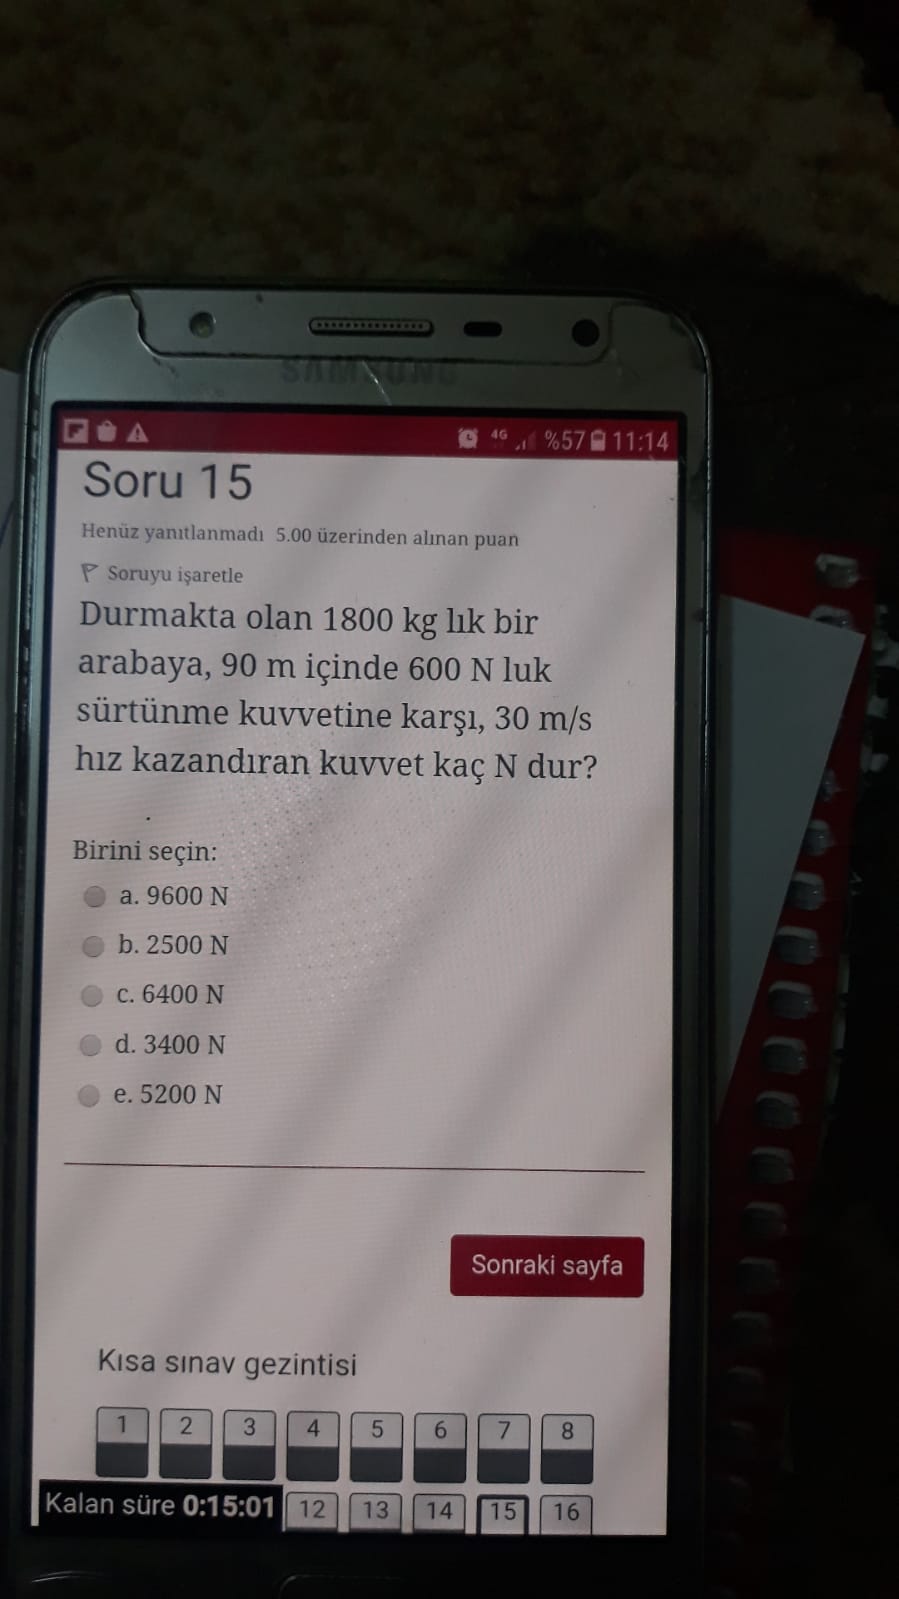 SAMSUNG
4G %57 11:14
Soru 15
Henüz yanıtlanmadı 5.00 üzerinden alınan puan
Soruyu işaretle
Durmakta olan 1800 kg lık bir
arabaya, 90 m içinde 600 N luk
sürtünme kuvvetine karşı, 30 m/s
hız kazandıran kuvvet kaç N dur?
.
Birini seçin:
a. 9600 N
b. 2500 N
c. 6400 N
d. 3400 N
e. 5200 N
Sonraki sayfa
Kısa sınav gezintisi
1 2 3 4 5 6 7 8
Kalan süre 0:15:01 12 13 14 15 16